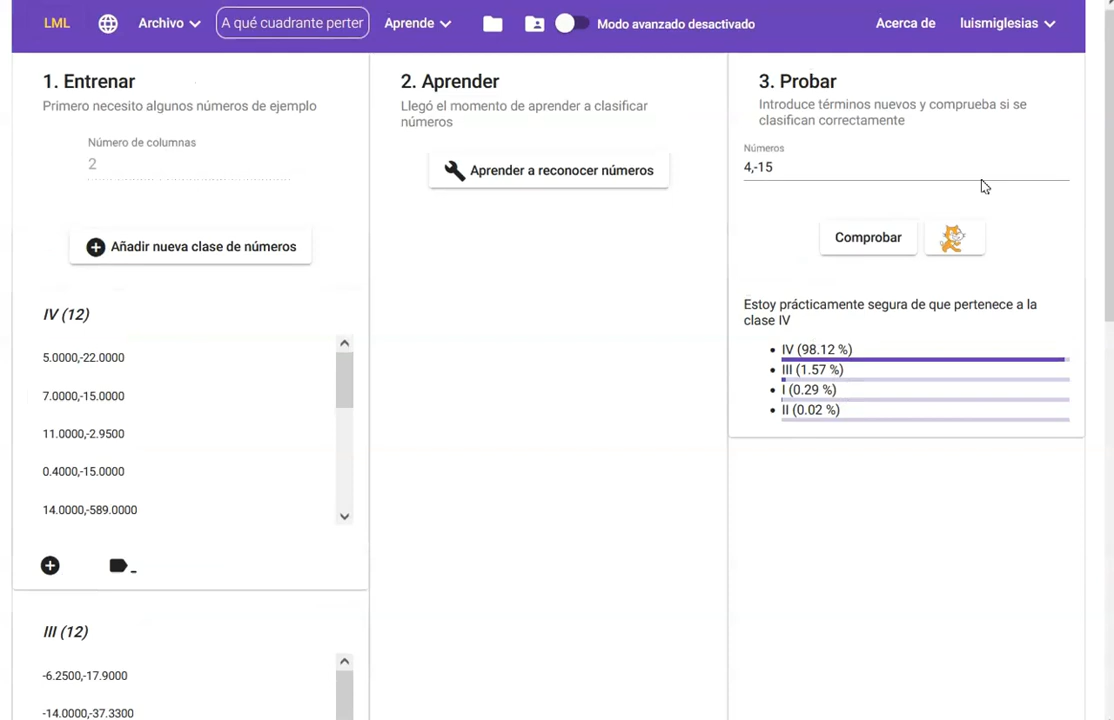 LML Archivo A qué cuadrante perter Aprende Modo avanzado desactivado Acerca de luismiglesias
1. Entrenar
Primero necesito algunos números de ejemplo
Número de columnas
2
Añadir nueva clase de números
IV (12)
5.0000,-22.0000
7.0000,-15.0000
11.0000,-2.9500
0.4000,-15.0000
14.0000,-589.0000
III (12)
-6.2500,-17.9000
-14.0000,-37.3300
2. Aprender
Llegó el momento de aprender a clasificar
números
Aprender a reconocer números
3. Probar
Introduce términos nuevos y comprueba si se
clasifican correctamente
Números
4,-15
Comprobar
Estoy prácticamente segura de que pertenece a la
clase IV
IV (98.12 %)
III (1.57 %)
I (0.29 %)
II (0.02 %)